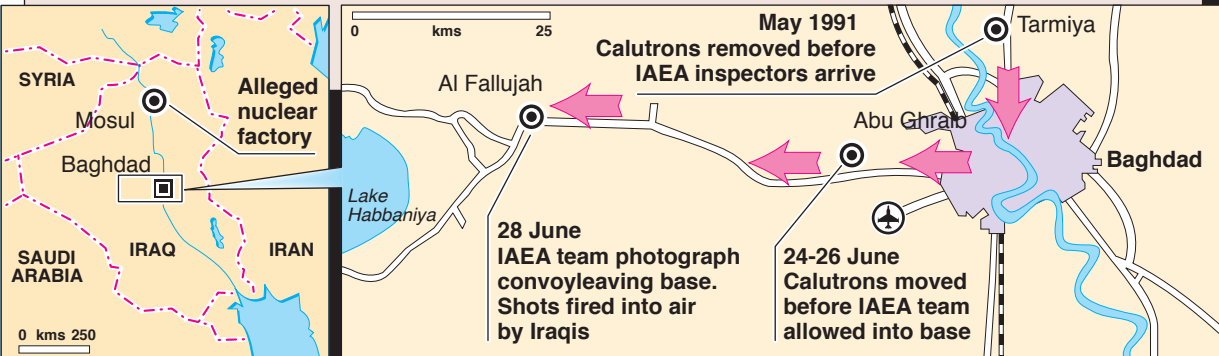 SYRIA
Alleged
nuclear
factory
Mosul
Baghdad
IRAQ
IRAN
SAUDI
ARABIA
0 kms 250
0 kms 25
May 1991
Calutrons removed before
IAEA inspectors arrive
Tarmiya
Al Fallujah
Abu Ghraib
Baghdad
Lake
Habbaniya
28 June
IAEA team photograph
convoyleaving base.
Shots fired into air
by Iraqis
24-26 June
Calutrons moved
before IAEA team
allowed into base